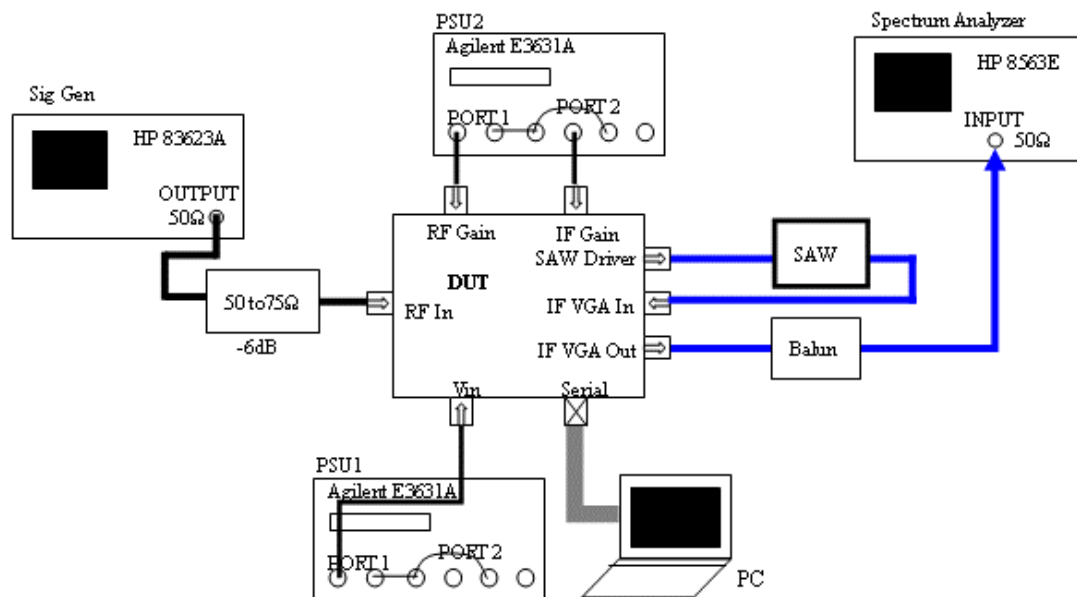 PSU2
Agilent E3631A
PORT 1
PORT 2
Spectrum Analyzer
HP 8563E
INPUT
50Ω
Sig Gen
HP 83623A
OUTPUT
50Ω
RF Gain
IF Gain
DUT
SAW Driver
SAW
50 to75Ω
-6dB
RF In
IF VGA In
IF VGA Out
Balun
Vin
Serial
PSU1
Agilent E3631A
PORT 1
PORT 2
PC